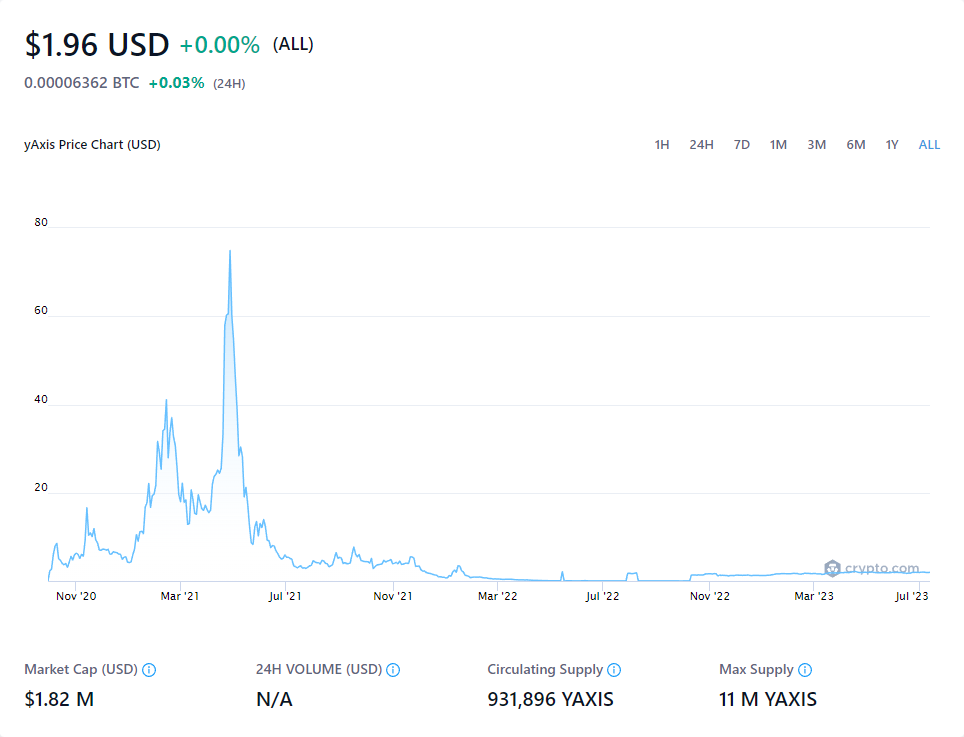 $1.96 USD +0.00% (ALL)
0.00006362 BTC +0.03% (24H)
yAxis Price Chart (USD) 1H 24H 7D 1M 3M 6M 1Y ALL
80
60
40
20
crypto.com
Nov '20 Mar '21 Jul '21 Nov '21 Mar '22 Jul '22 Nov '22 Mar '23 Jul '23
Market Cap (USD) 24H VOLUME (USD) Circulating Supply Max Supply
$1.82 M N/A 931,896 YAXIS 11 M YAXIS